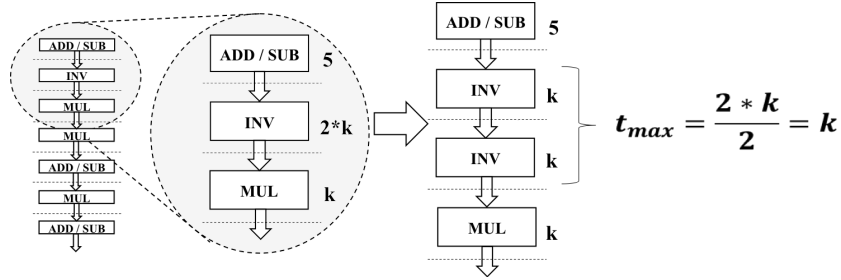 ADD / SUB
INV
MUL
MUL
ADD / SUB
MUL
ADD / SUB
ADD / SUB 5
INV 2*k
MUL k
ADD / SUB 5
INV k
INV k
MUL k
t_max = 2 * k / 2 = k